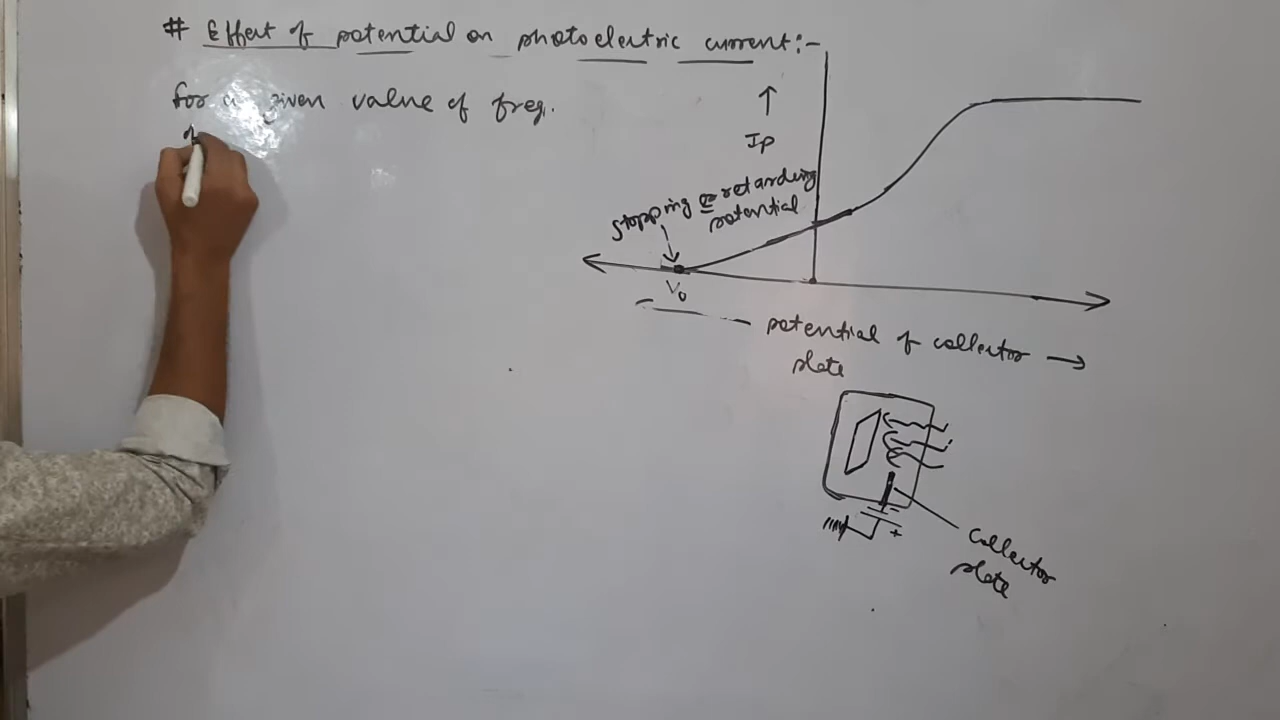 # Effect of potential on photoelectric current:-
for a given value of freq.
↑
Ip
Stopping or retarding
potential
V0
potential of collector →
plate
+
Collector
plate